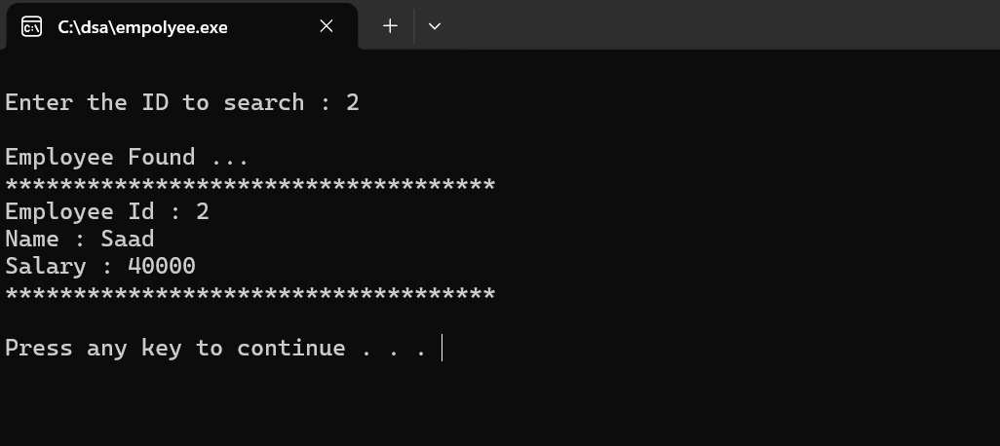 C:\dsa\empolyee.exe
Enter the ID to search : 2
Employee Found ...
************************************
Employee Id : 2
Name : Saad
Salary : 40000
************************************
Press any key to continue . . .